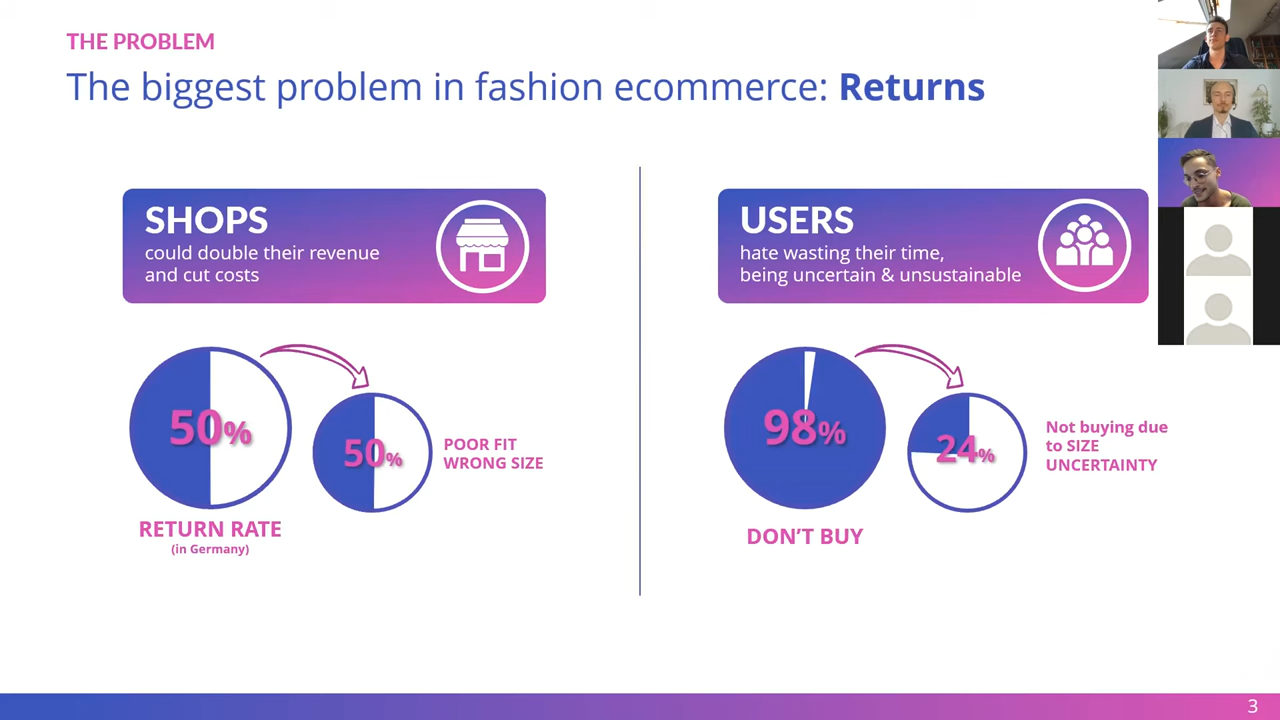 THE PROBLEM
The biggest problem in fashion ecommerce: Returns
SHOPS
could double their revenue
and cut costs
50%
RETURN RATE
(in Germany)
50%
POOR FIT
WRONG SIZE
USERS
hate wasting their time,
being uncertain & unsustainable
98%
DON'T BUY
24%
Not buying due
to SIZE
UNCERTAINTY
3